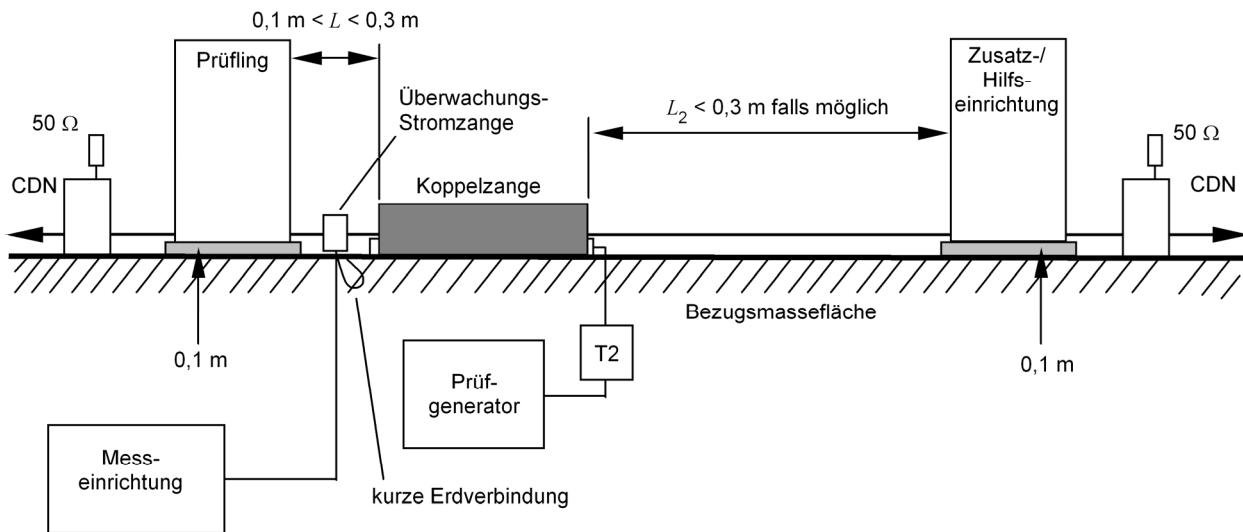 0,1 m < L < 0,3 m
Prüfling
Zusatz-/
Hilfs-
einrichtung
Überwachungs-
Stromzange
L2 < 0,3 m falls möglich
50 Ω
50 Ω
CDN
CDN
Koppelzange
Bezugsmassefläche
0,1 m
T2
0,1 m
Prüf-
generator
Mess-
einrichtung
kurze Erdverbindung